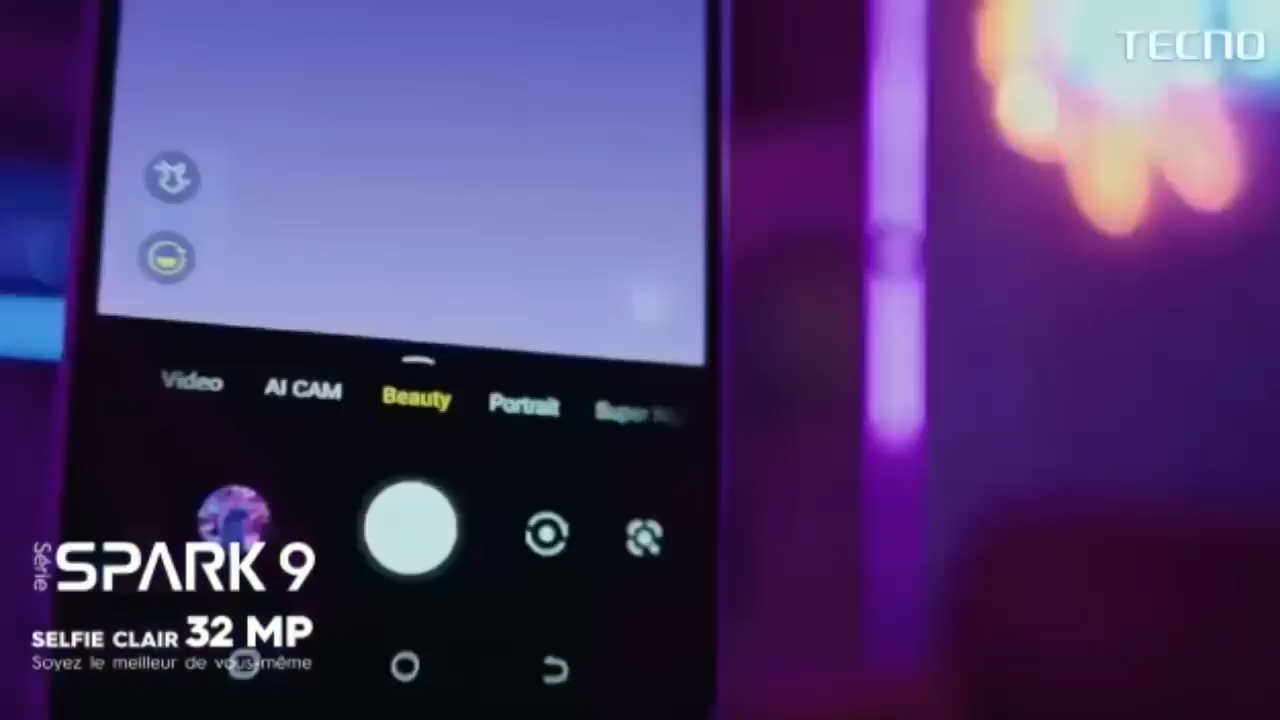 TECNO
Video AI CAM Beauty Portrait Super
Série
SPARK 9
SELFIE CLAIR 32 MP
Soyez le meilleur de vous-même